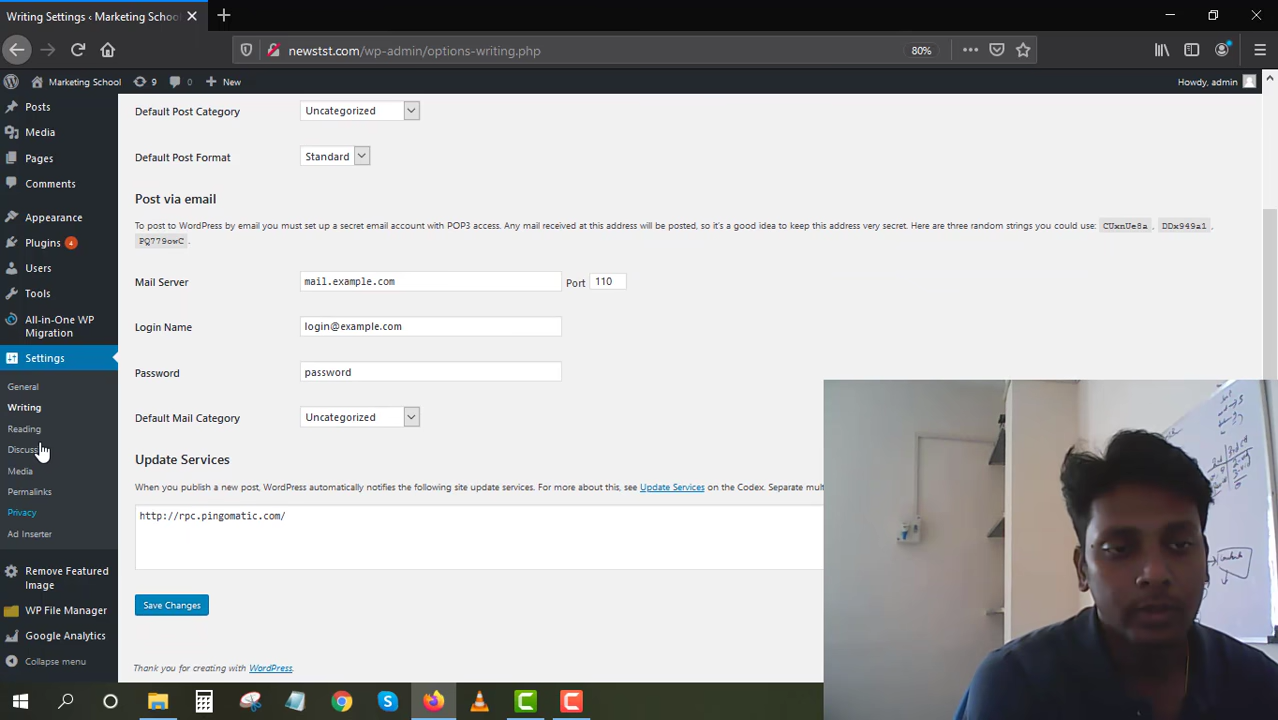 Writing Settings ‹ Marketing School
newstst.com/wp-admin/options-writing.php
80%
Marketing School
9
0
New
Howdy, admin
Posts
Media
Pages
Comments
Appearance
Plugins 4
Users
Tools
All-in-One WP
Migration
Settings
General
Writing
Reading
Discuss
Media
Permalinks
Privacy
Ad Inserter
Remove Featured
Image
WP File Manager
Google Analytics
Collapse menu
Default Post Category
Uncategorized
Default Post Format
Standard
Post via email
To post to WordPress by email you must set up a secret email account with POP3 access. Any mail received at this address will be posted, so it's a good idea to keep this address very secret. Here are three random strings you could use: CUxnUe8a , DDx949al ,
PQ779owC .
Mail Server
mail.example.com
Port
110
Login Name
login@example.com
Password
password
Default Mail Category
Uncategorized
Update Services
When you publish a new post, WordPress automatically notifies the following site update services. For more about this, see Update Services on the Codex. Separate mul
http://rpc.pingomatic.com/
Save Changes
Thank you for creating with WordPress.